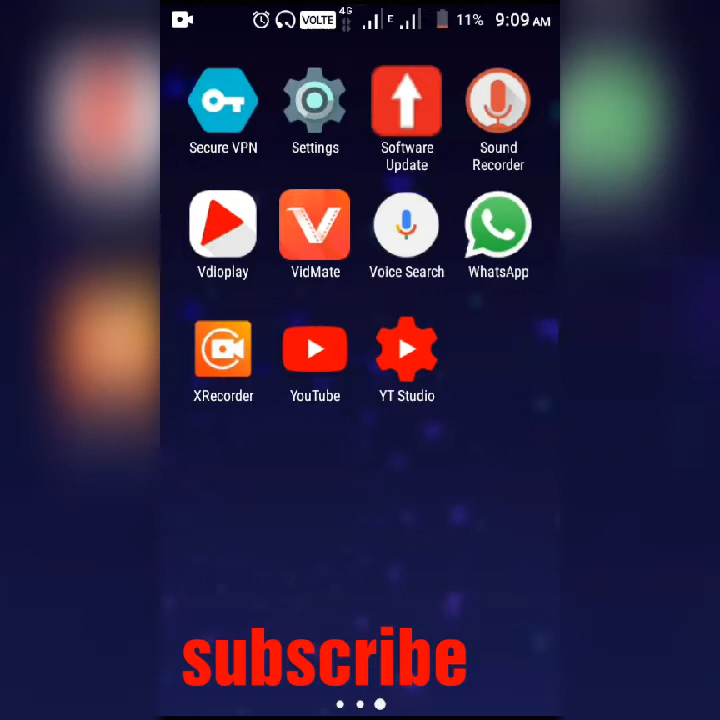 VOLTE 4G E 11% 9:09 AM
Secure VPN Settings Software Update Sound Recorder
Vdioplay VidMate Voice Search WhatsApp
XRecorder YouTube YT Studio
subscribe